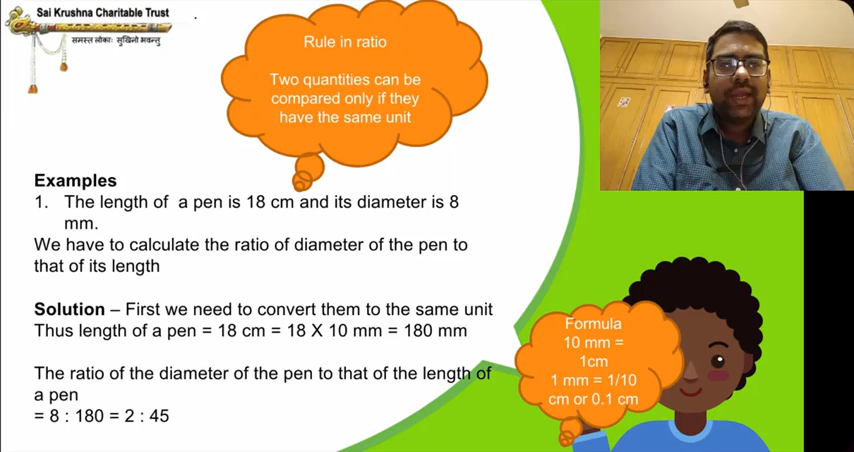 Sai Krushna Charitable Trust
समस्त लोकाः सुखिनो भवन्तु
Rule in ratio
Two quantities can be
compared only if they
have the same unit
Examples
1. The length of a pen is 18 cm and its diameter is 8
mm.
We have to calculate the ratio of diameter of the pen to
that of its length
Solution – First we need to convert them to the same unit
Thus length of a pen = 18 cm = 18 X 10 mm = 180 mm
The ratio of the diameter of the pen to that of the length of
a pen
= 8 : 180 = 2 : 45
Formula
10 mm =
1cm
1 mm = 1/10
cm or 0.1 cm